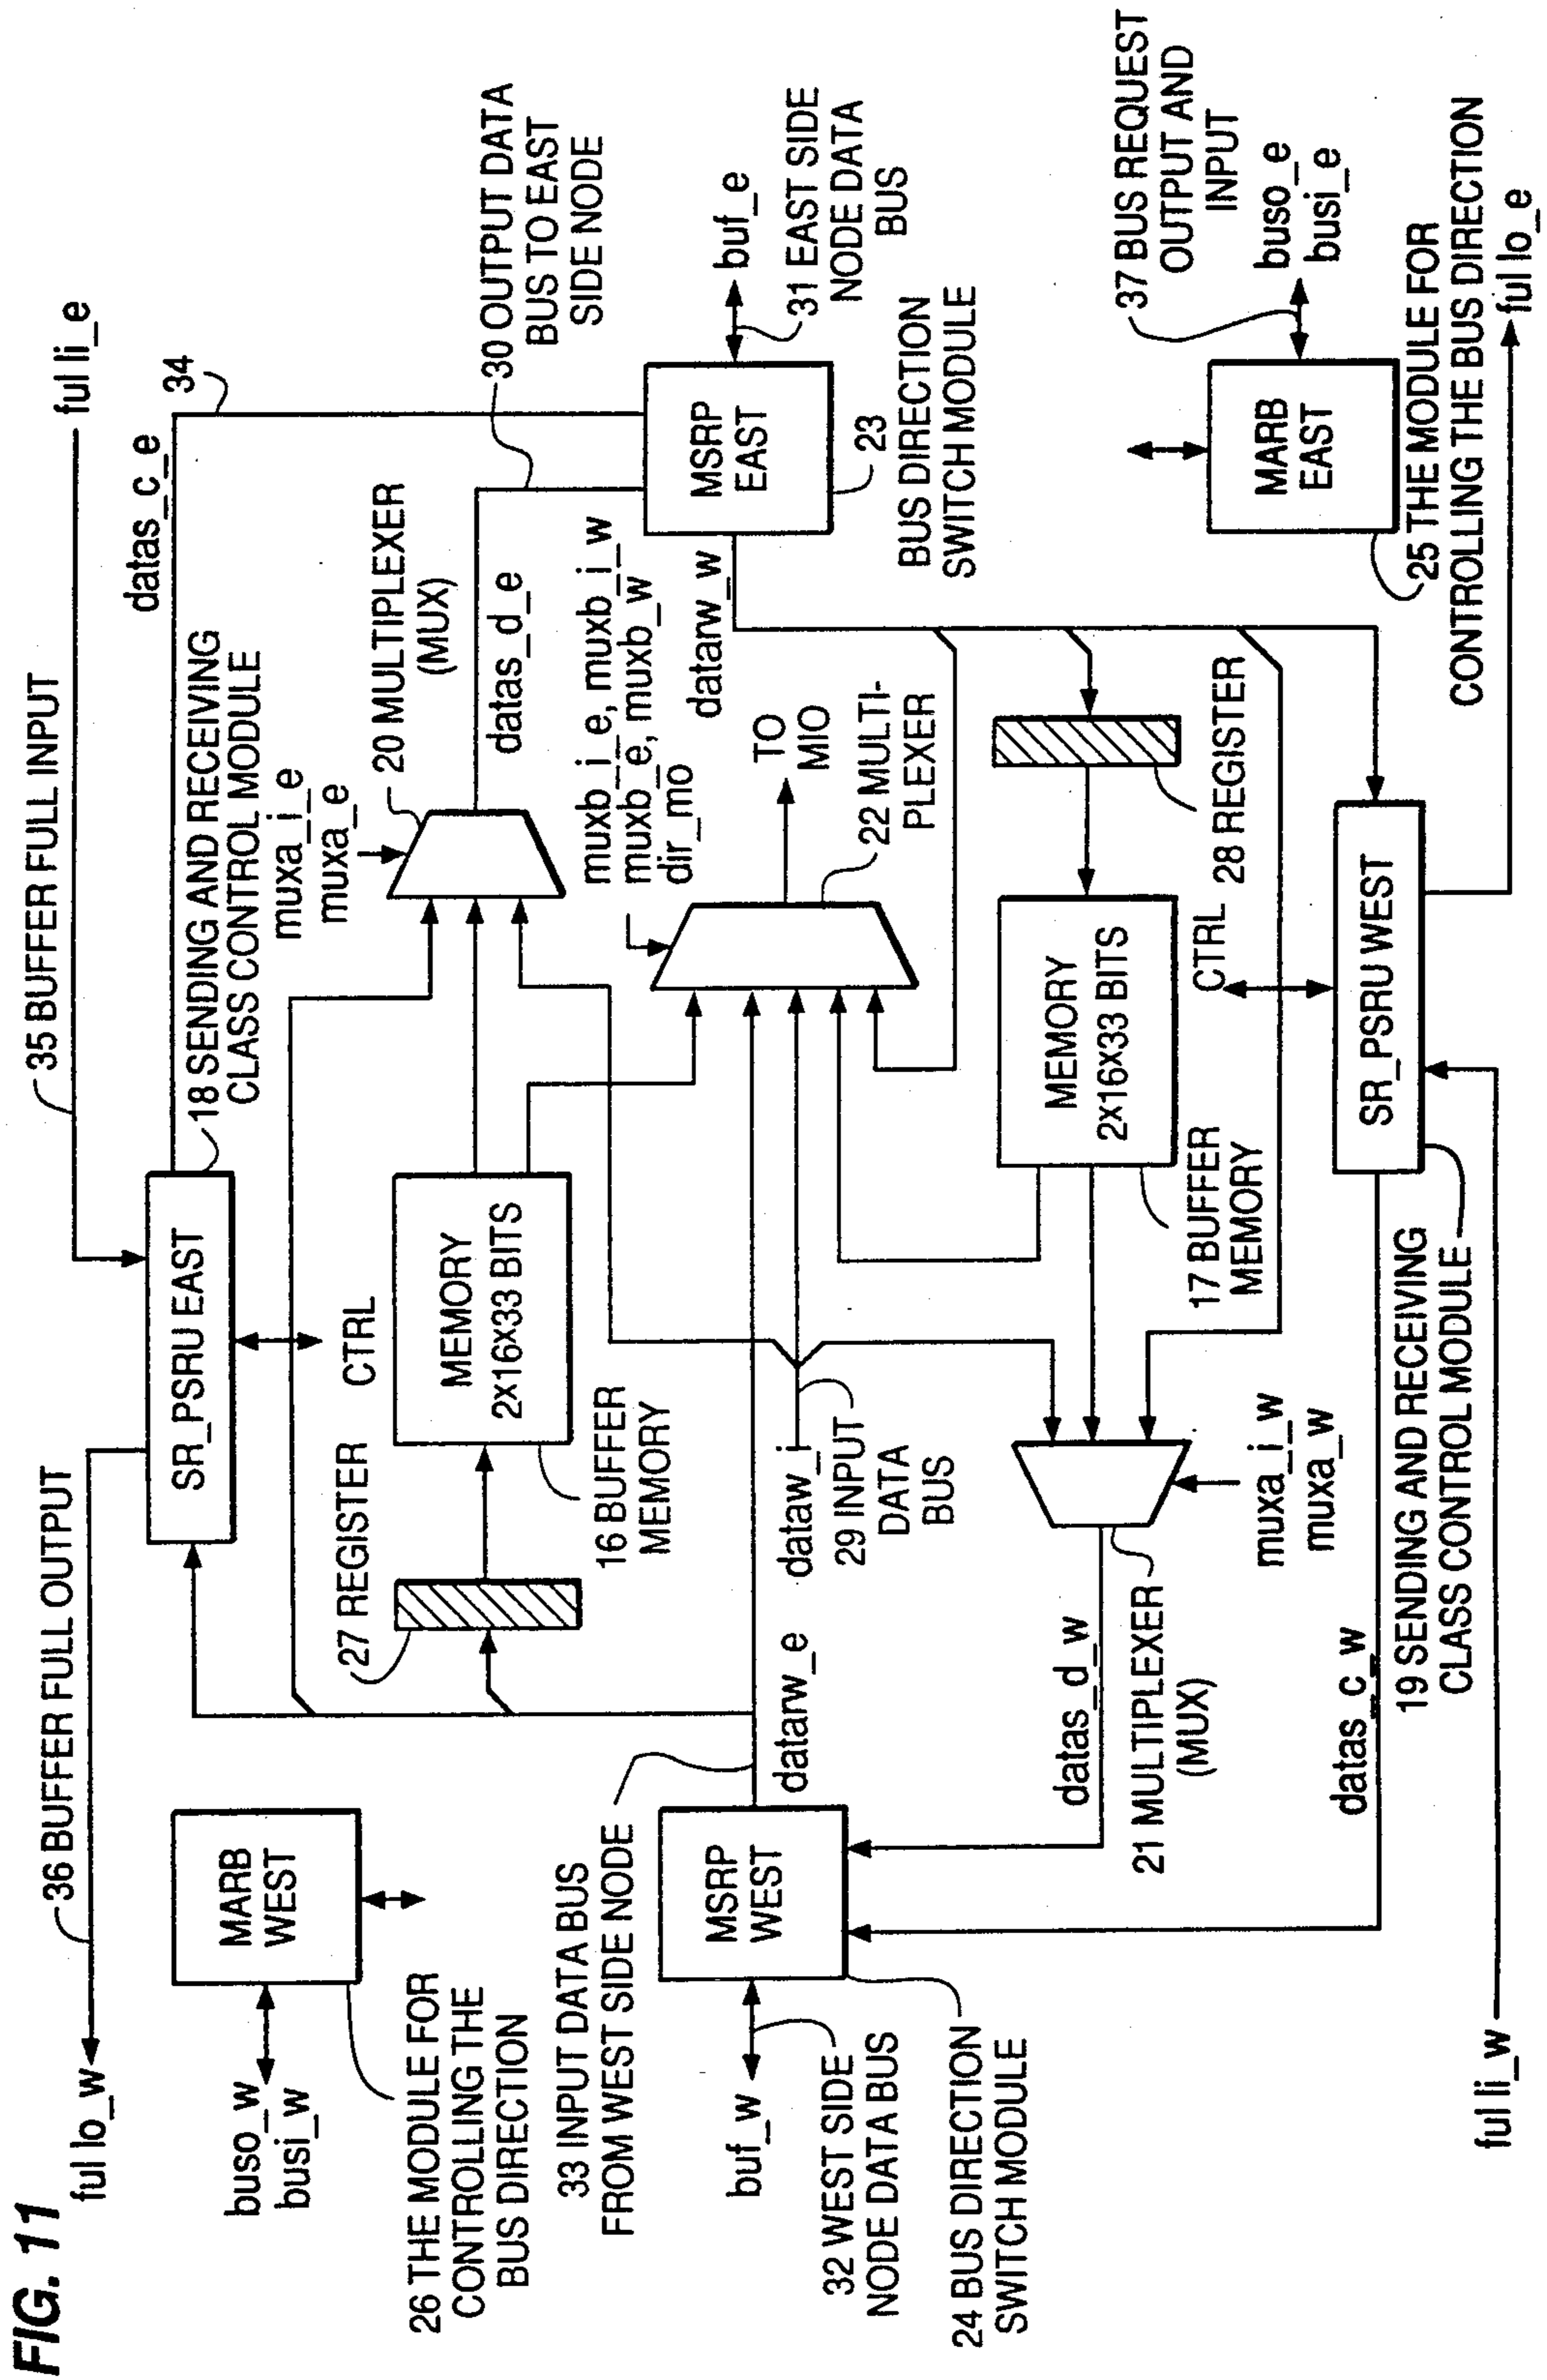 FIG. 11
36 BUFFER FULL OUTPUT
35 BUFFER FULL INPUT
ful lo_w
ful li_e
buso_w
busi_w
MARB
WEST
26 THE MODULE FOR
CONTROLLING THE
BUS DIRECTION
SR_PSRU EAST
18 SENDING AND RECEIVING
CLASS CONTROL MODULE
datas_c_e
34
CTRL
muxa_i_e
muxa_e
27 REGISTER
MEMORY
2x16x33 BITS
16 BUFFER
MEMORY
20 MULTIPLEXER
(MUX)
datas_d_e
30 OUTPUT DATA
BUS TO EAST
SIDE NODE
33 INPUT DATA BUS
FROM WEST SIDE NODE
muxb_i_e, muxb_i_w
muxb_e, muxb_w
dir_mo
buf_w
MSRP
WEST
datarw_e
dataw_i
29 INPUT
DATA
BUS
TO
MIO
22 MULTI-
PLEXER
datarw_w
MSRP
EAST
buf_e
31 EAST SIDE
NODE DATA
BUS
23
BUS DIRECTION
SWITCH MODULE
32 WEST SIDE
NODE DATA BUS
24 BUS DIRECTION
SWITCH MODULE
datas_d_w
21 MULTIPLEXER
(MUX)
muxa_i_w
muxa_w
MEMORY
2x16x33 BITS
17 BUFFER
MEMORY
28 REGISTER
CTRL
37 BUS REQUEST
OUTPUT AND
INPUT
buso_e
busi_e
MARB
EAST
25 THE MODULE FOR
CONTROLLING THE BUS DIRECTION
datas_c_w
19 SENDING AND RECEIVING
CLASS CONTROL MODULE
SR_PSRU WEST
ful li_w
ful lo_e